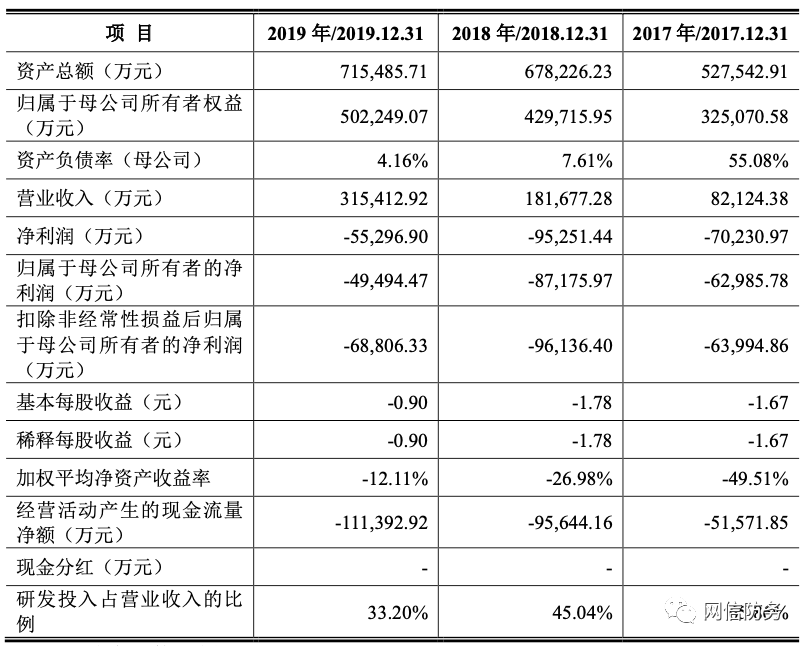 项 目 2019 年/2019.12.31 2018 年/2018.12.31 2017 年/2017.12.31
资产总额（万元） 715,485.71 678,226.23 527,542.91
归属于母公司所有者权益
（万元） 502,249.07 429,715.95 325,070.58
资产负债率（母公司） 4.16% 7.61% 55.08%
营业收入（万元） 315,412.92 181,677.28 82,124.38
净利润（万元） -55,296.90 -95,251.44 -70,230.97
归属于母公司所有者的净
利润（万元） -49,494.47 -87,175.97 -62,985.78
扣除非经常性损益后归属
于母公司所有者的净利润
（万元） -68,806.33 -96,136.40 -63,994.86
基本每股收益（元） -0.90 -1.78 -1.67
稀释每股收益（元） -0.90 -1.78 -1.67
加权平均净资产收益率 -12.11% -26.98% -49.51%
经营活动产生的现金流量
净额（万元） -111,392.92 -95,644.16 -51,571.85
现金分红（万元） - - -
研发投入占营业收入的比
例 33.20% 45.04%
网信防务